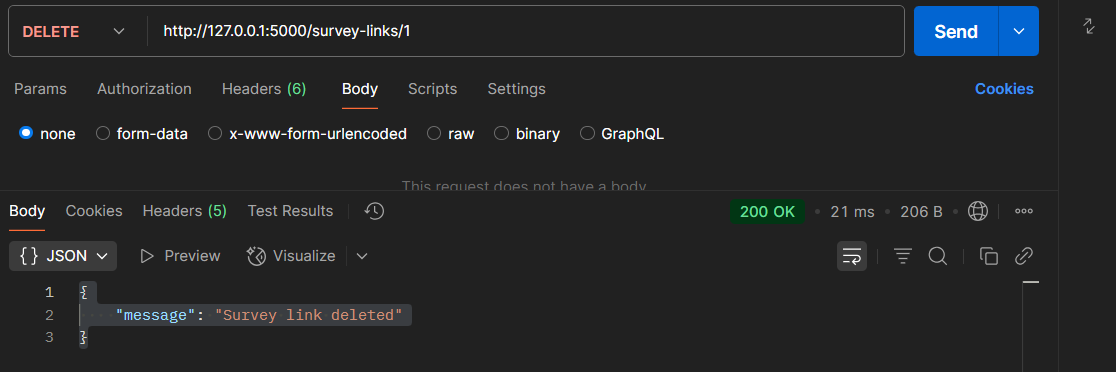 DELETE http://127.0.0.1:5000/survey-links/1 Send
Params Authorization Headers (6) Body Scripts Settings Cookies
none form-data x-www-form-urlencoded raw binary GraphQL
This request does not have a body
Body Cookies Headers (5) Test Results 200 OK • 21 ms • 206 B •
{} JSON Preview Visualize
1 {
2 "message": "Survey link deleted"
3 }